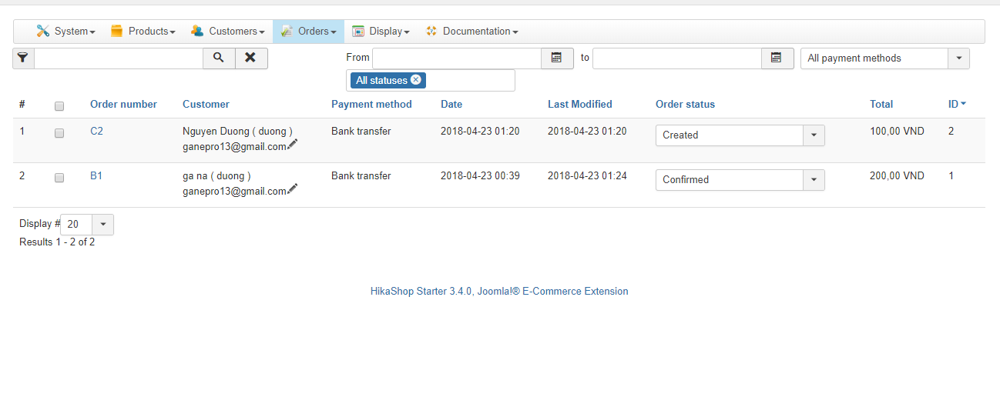 System Products Customers Orders Display Documentation
From to All payment methods
All statuses
# Order number Customer Payment method Date Last Modified Order status Total ID
1 C2 Nguyen Duong ( duong ) Bank transfer 2018-04-23 01:20 2018-04-23 01:20 Created 100,00 VND 2
ganepro13@gmail.com
2 B1 ga na ( duong ) Bank transfer 2018-04-23 00:39 2018-04-23 01:24 Confirmed 200,00 VND 1
ganepro13@gmail.com
Display # 20
Results 1 - 2 of 2
HikaShop Starter 3.4.0, Joomla!® E-Commerce Extension